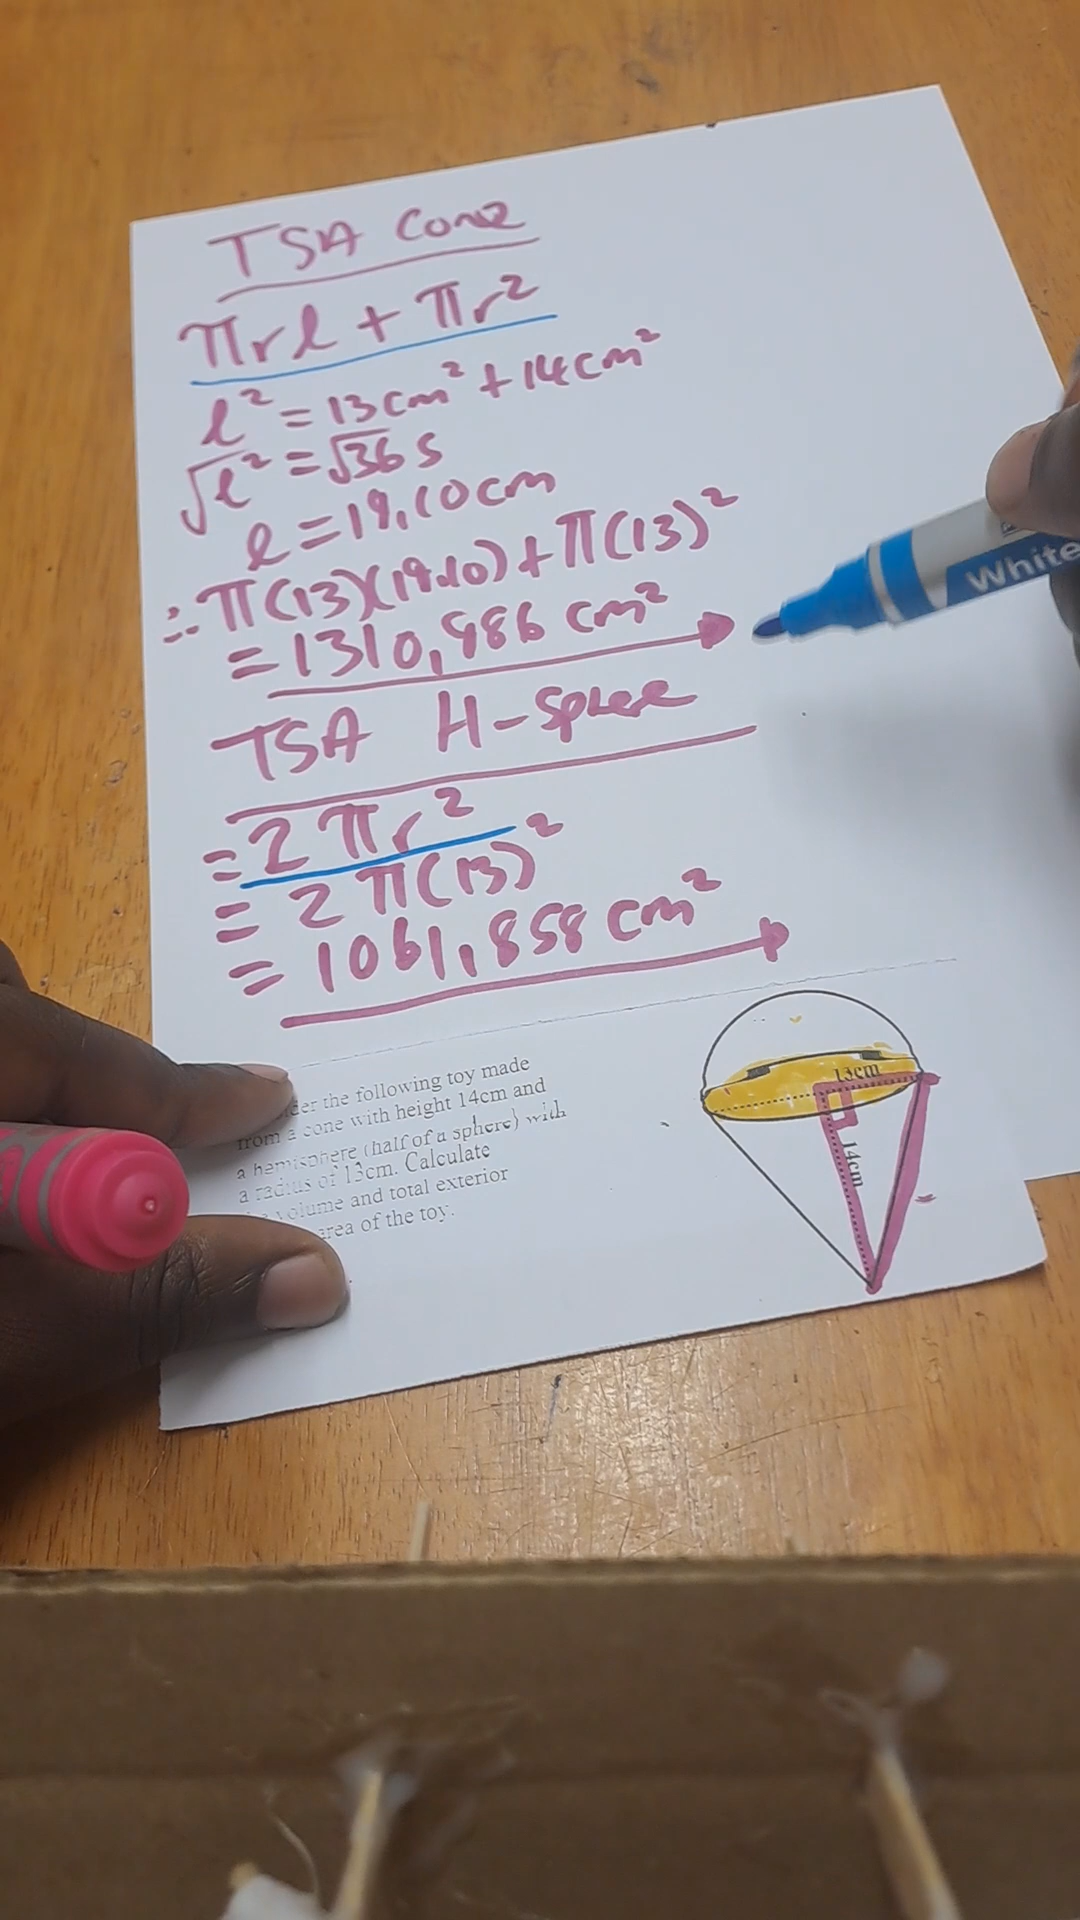 TSA Cone
πrl + πr²
l² = 13cm² + 14cm²
√l² = √365
l = 19,10cm
∴ π(13)(19.10) + π(13)²
= 1310,986 cm²
TSA H-Sphere
= 2πr²
= 2π(13)²
= 1061,858 cm²
the following toy made
from a cone with height 14cm and
a hemisphere (half of a sphere) with
a radius of 13cm. Calculate
volume and total exterior
area of the toy.
13cm
14cm
White